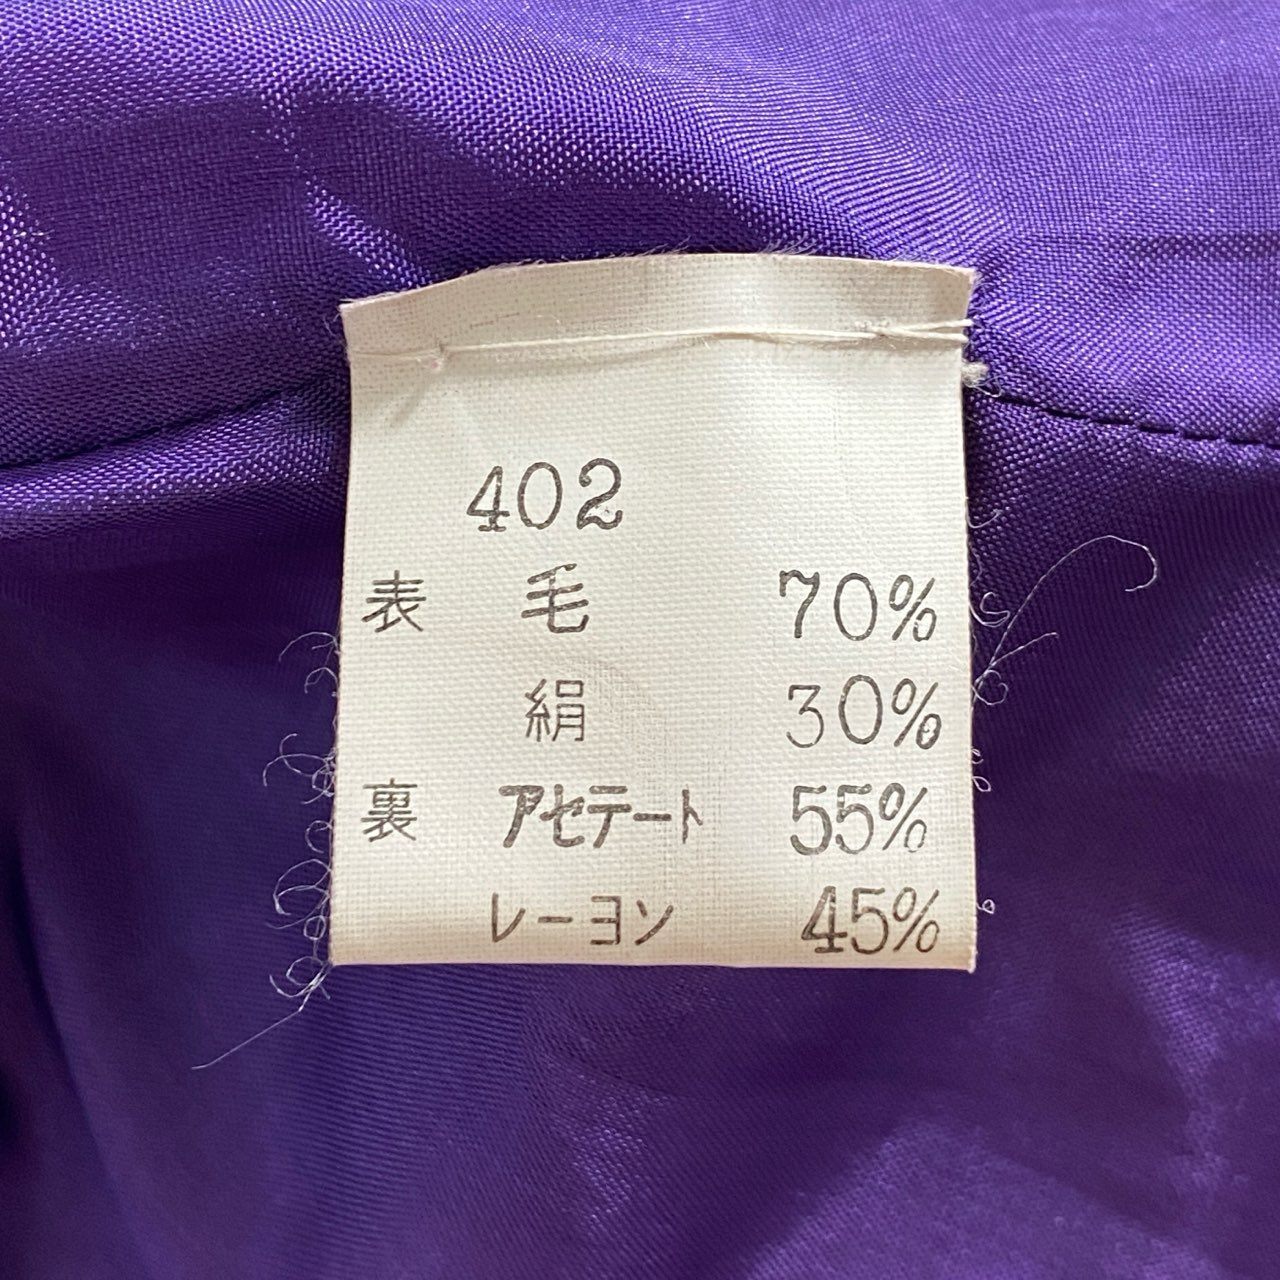 402
表 毛 70%
絹 30%
裏 アセテート 55%
レーヨン 45%